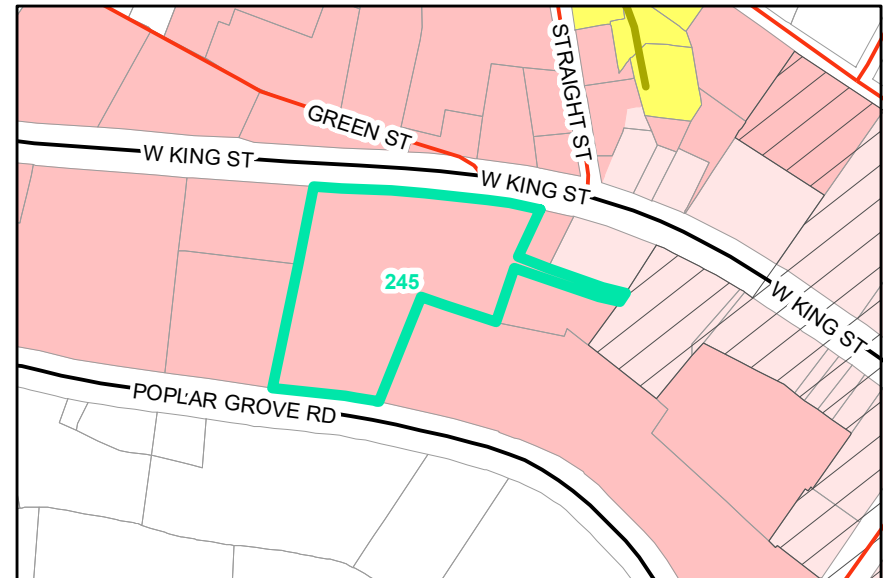 STRAIGHT ST
GREEN ST
W KING ST
W KING ST
245
W KING ST
POPLAR GROVE RD